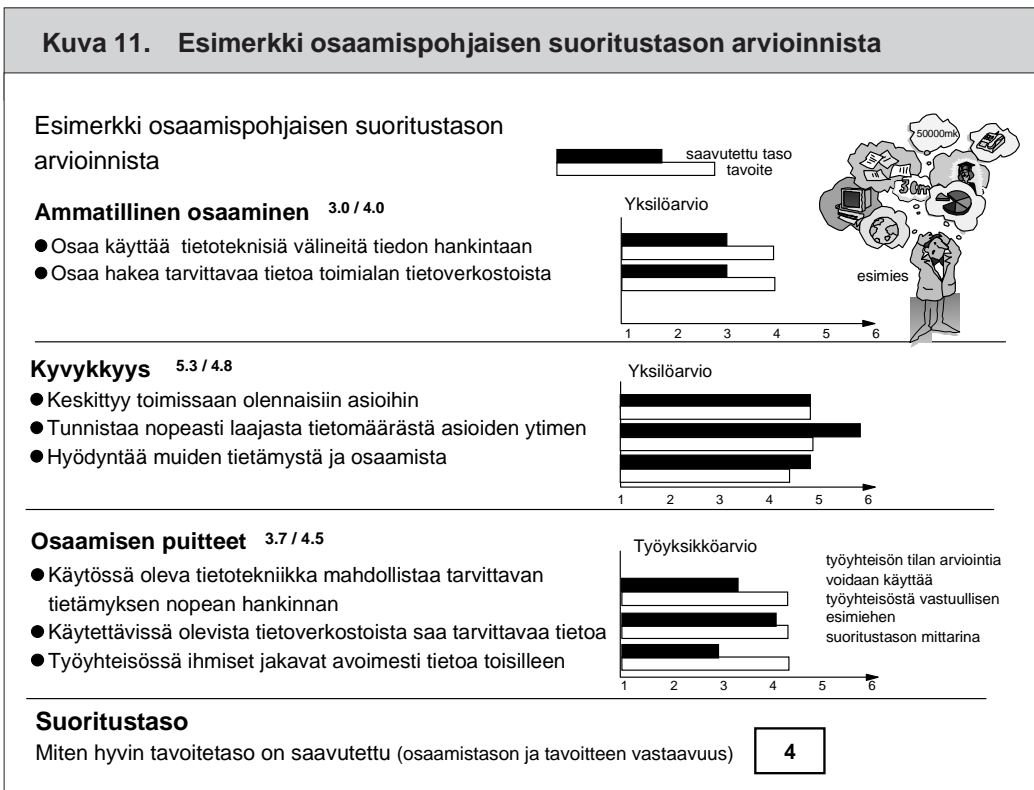 Kuva 11. Esimerkki osaamispohjaisen suoritustason arvioinnista
Esimerkki osaamispohjaisen suoritustason
arvioinnista
saavutettu taso
tavoite
50000mk
30m
esimies
Ammatillinen osaaminen 3.0 / 4.0
● Osaa käyttää tietoteknisiä välineitä tiedon hankintaan
● Osaa hakea tarvittavaa tietoa toimialan tietoverkostoista
Yksilöarvio
1 2 3 4 5 6
Kyvykkyys 5.3 / 4.8
● Keskittyy toimissaan olennaisiin asioihin
● Tunnistaa nopeasti laajasta tietomäärästä asioiden ytimen
● Hyödyntää muiden tietämystä ja osaamista
Yksilöarvio
1 2 3 4 5 6
Osaamisen puitteet 3.7 / 4.5
● Käytössä oleva tietotekniikka mahdollistaa tarvittavan
tietämyksen nopean hankinnan
● Käytettävissä olevista tietoverkostoista saa tarvittavaa tietoa
● Työyhteisössä ihmiset jakavat avoimesti tietoa toisilleen
Työyksikköarvio
1 2 3 4 5 6
työyhteisön tilan arviointia
voidaan käyttää
työyhteisöstä vastuullisen
esimiehen
suoritustason mittarina
Suoritustaso
Miten hyvin tavoitetaso on saavutettu (osaamistason ja tavoitteen vastaavuus) 4